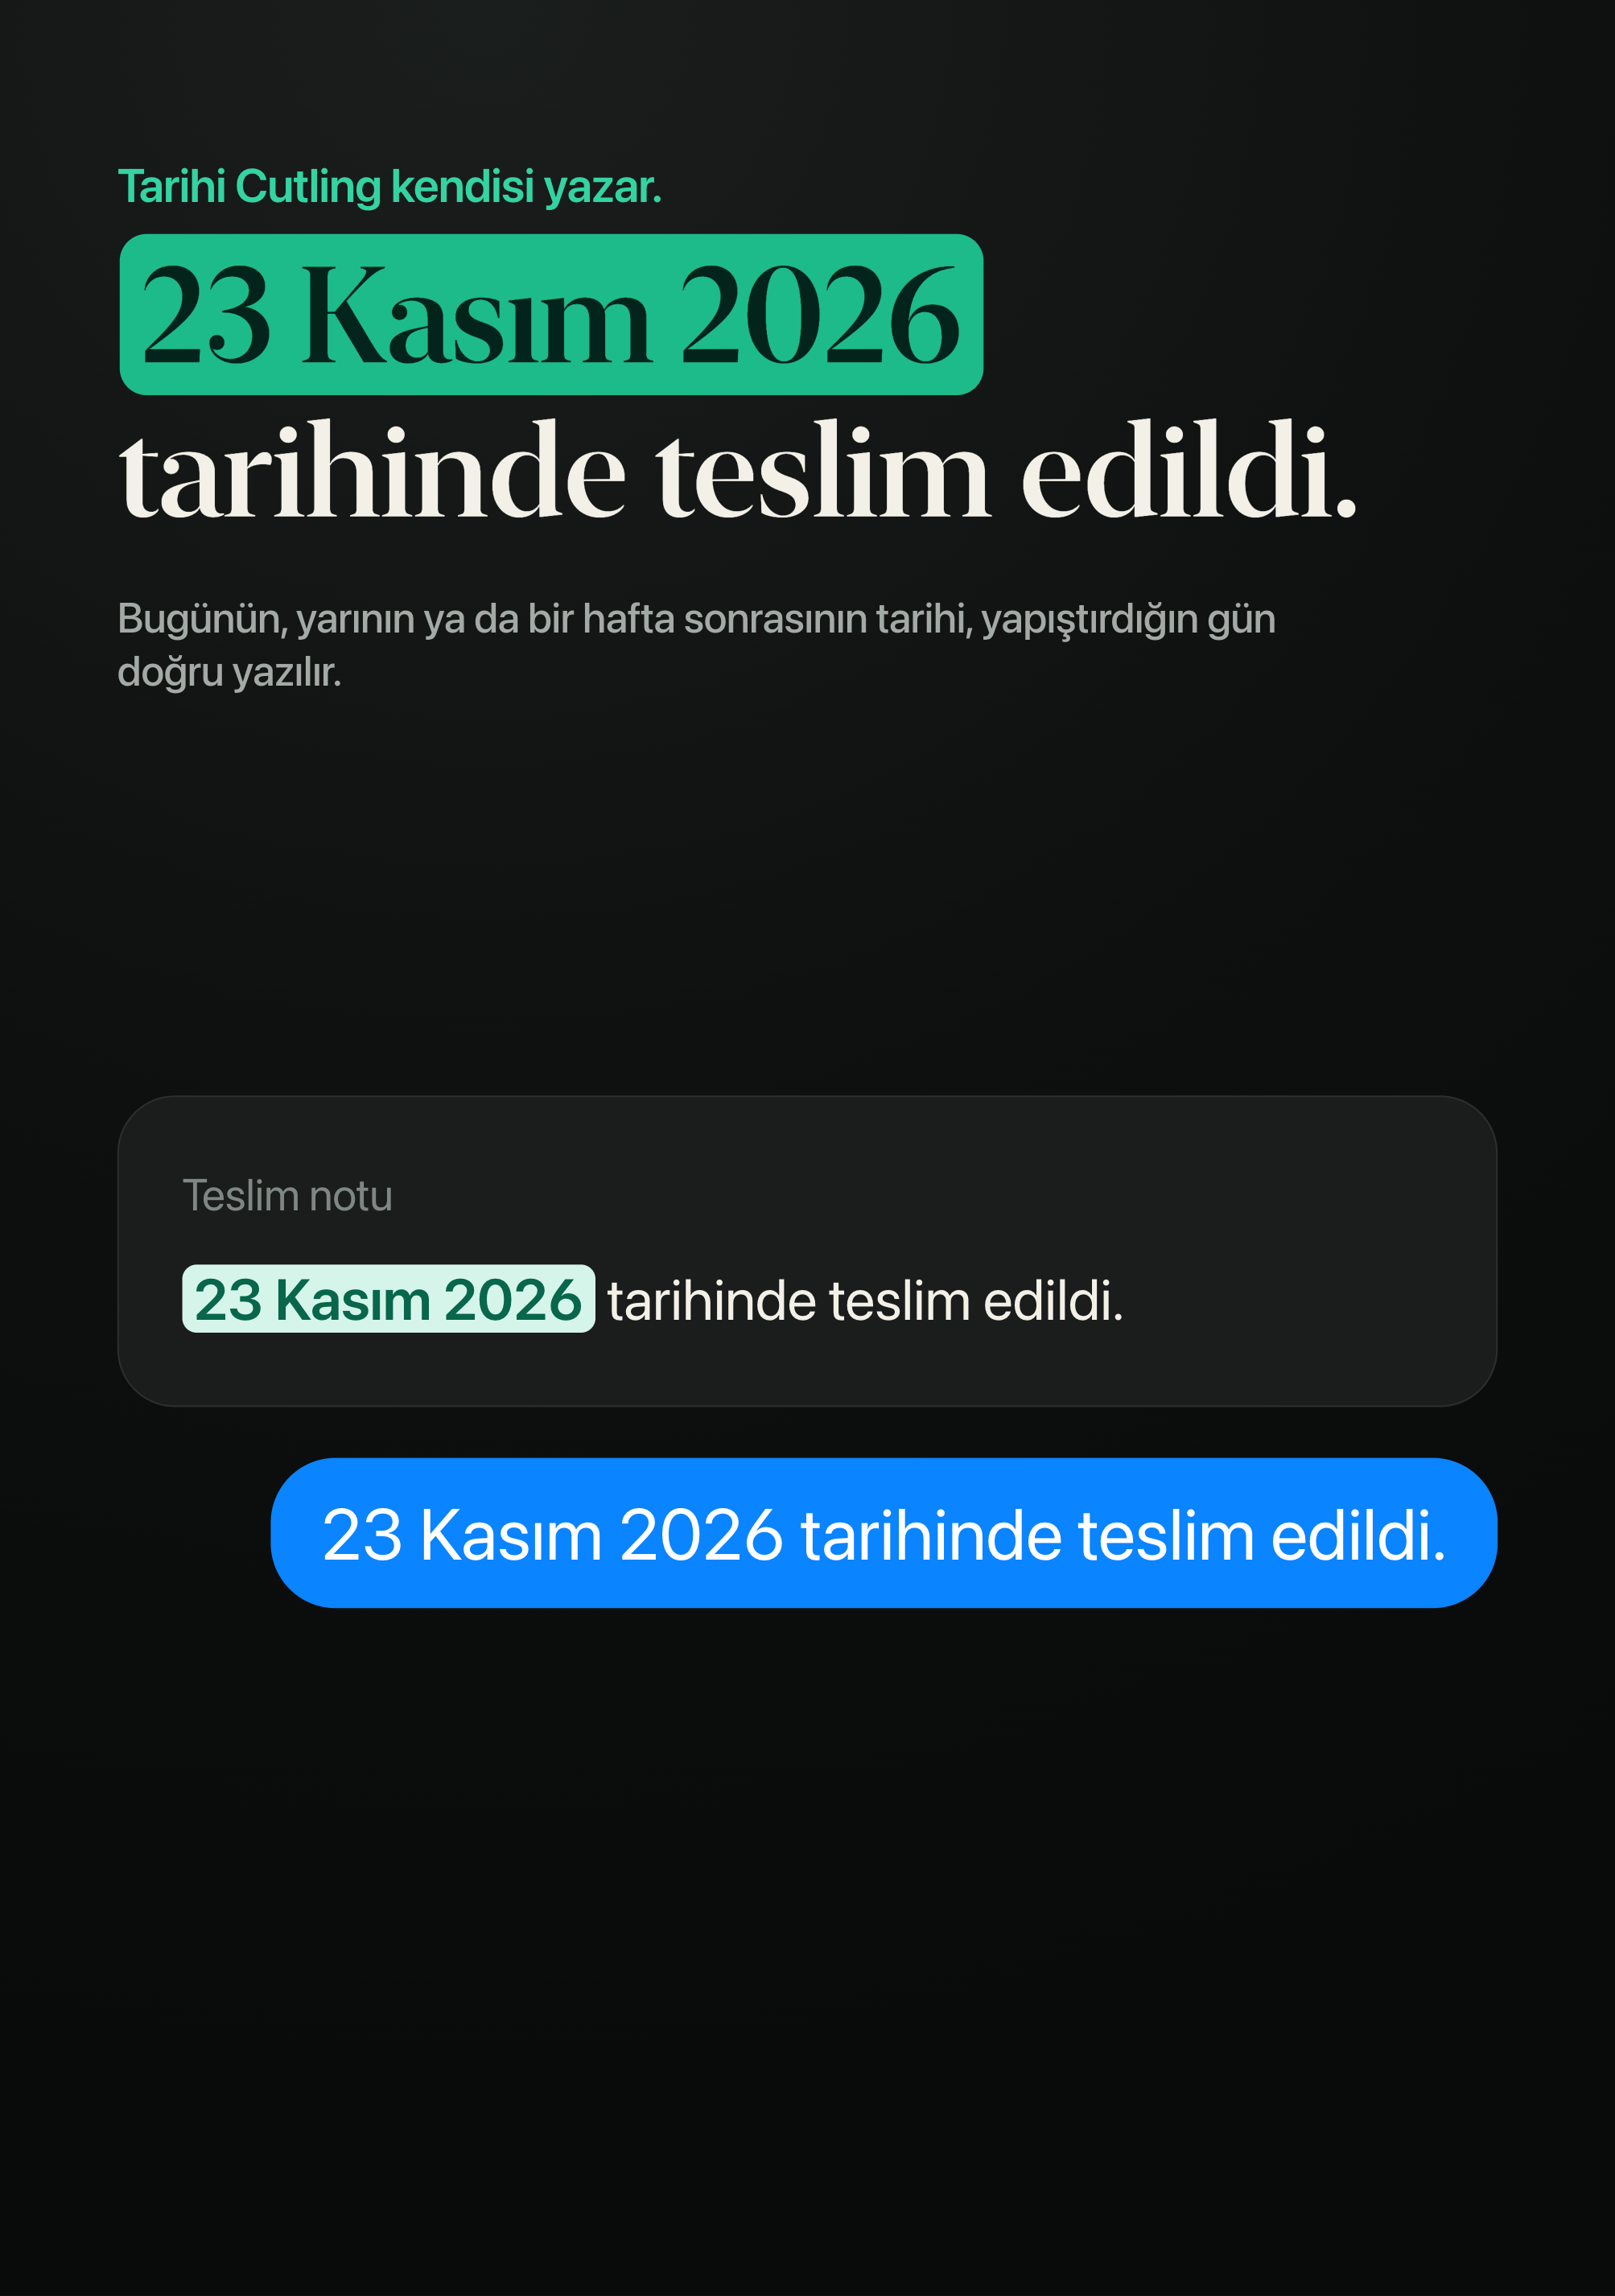 Tarihi Cutling kendisi yazar.
23 Kasım 2026
tarihinde teslim edildi.
Bugünün, yarının ya da bir hafta sonrasının tarihi, yapıştırdığın gün
doğru yazılır.
Teslim notu
23 Kasım 2026 tarihinde teslim edildi.
23 Kasım 2026 tarihinde teslim edildi.